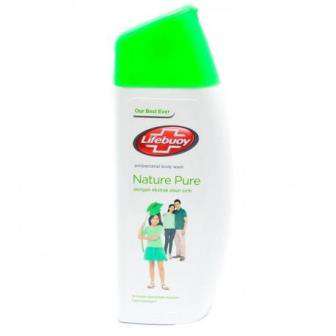 Our Best Ever
Lifebuoy
antibacterial body wash
Nature Pure
dengan ekstrak daun sirih